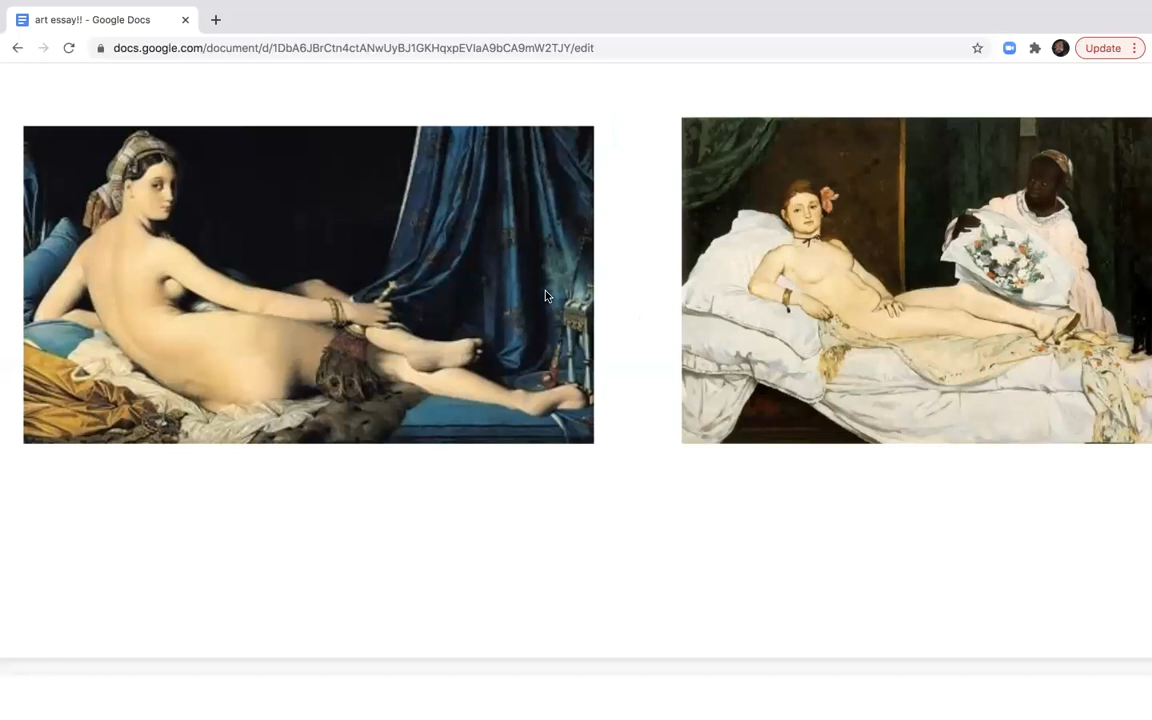 art essay!! - Google Docs
docs.google.com/document/d/1DbA6JBrCtn4ctANwUyBJ1GKHqxpEVIaA9bCA9mW2TJY/edit
Update